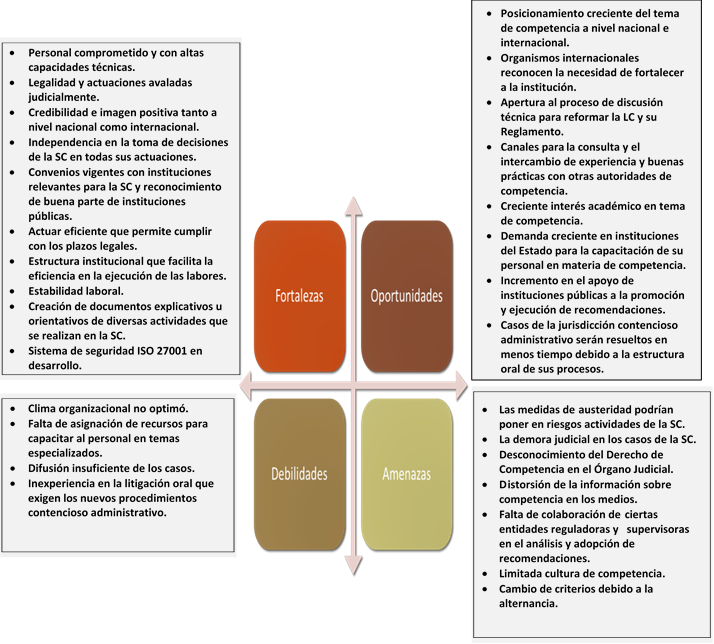 • Personal comprometido y con altas
capacidades técnicas.
• Legalidad y actuaciones avaladas
judicialmente.
• Credibilidad e imagen positiva tanto a
nivel nacional como internacional.
• Independencia en la toma de decisiones
de la SC en todas sus actuaciones.
• Convenios vigentes con instituciones
relevantes para la SC y reconocimiento
de buena parte de instituciones
públicas.
• Actuar eficiente que permite cumplir
con los plazos legales.
• Estructura institucional que facilita la
eficiencia en la ejecución de las labores.
• Estabilidad laboral.
• Creación de documentos explicativos u
orientativos de diversas actividades que
se realizan en la SC.
• Sistema de seguridad ISO 27001 en
desarrollo.
• Posicionamiento creciente del tema
de competencia a nivel nacional e
internacional.
• Organismos internacionales
reconocen la necesidad de fortalecer
a la institución.
• Apertura al proceso de discusión
técnica para reformar la LC y su
Reglamento.
• Canales para la consulta y el
intercambio de experiencia y buenas
prácticas con otras autoridades de
competencia.
• Creciente interés académico en tema
de competencia.
• Demanda creciente en instituciones
del Estado para la capacitación de su
personal en materia de competencia.
• Incremento en el apoyo de
instituciones públicas a la promoción
y ejecución de recomendaciones.
• Casos de la jurisdicción contencioso
administrativo serán resueltos en
menos tiempo debido a la estructura
oral de sus procesos.
Fortalezas
Oportunidades
Debilidades
Amenazas
• Clima organizacional no optimó.
• Falta de asignación de recursos para
capacitar al personal en temas
especializados.
• Difusión insuficiente de los casos.
• Inexperiencia en la litigación oral que
exigen los nuevos procedimientos
contencioso administrativo.
• Las medidas de austeridad podrían
poner en riesgos actividades de la SC.
• La demora judicial en los casos de la SC.
• Desconocimiento del Derecho de
Competencia en el Órgano Judicial.
• Distorsión de la información sobre
competencia en los medios.
• Falta de colaboración de ciertas
entidades reguladoras y supervisoras
en el análisis y adopción de
recomendaciones.
• Limitada cultura de competencia.
• Cambio de criterios debido a la
alternancia.